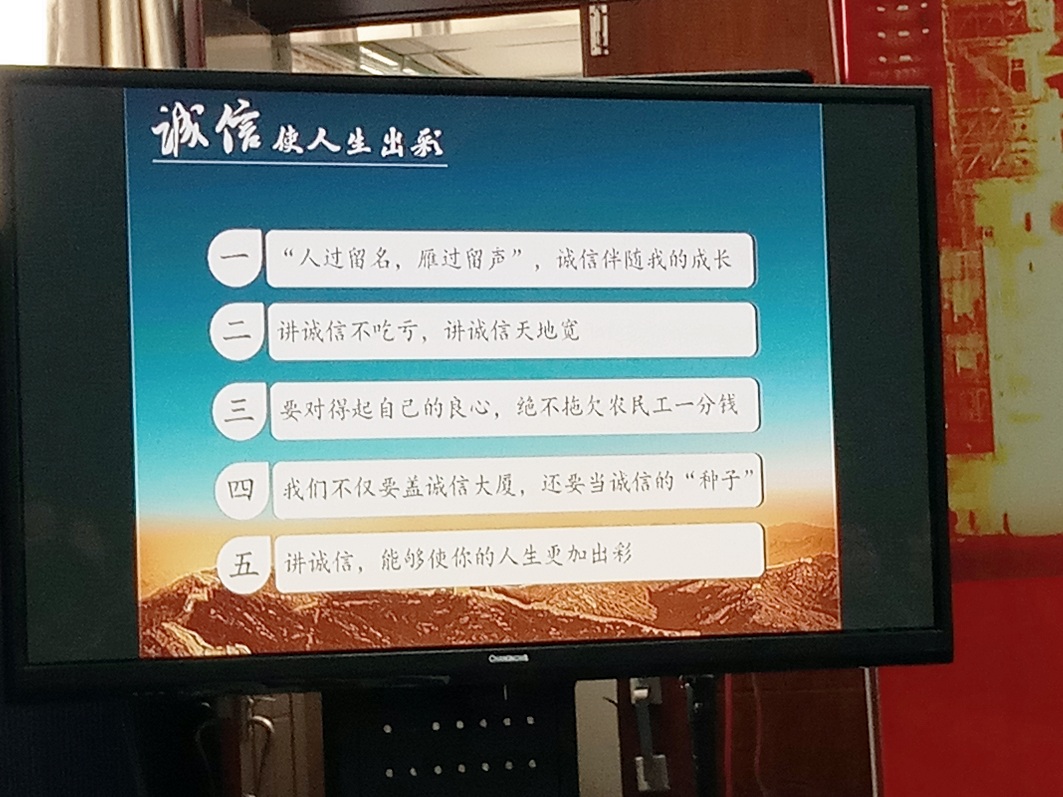 诚信使人生出彩
一 “人过留名，雁过留声”，诚信伴随我的成长
二 讲诚信不吃亏，讲诚信天地宽
三 要对得起自己的良心，绝不拖欠农民工一分钱
四 我们不仅要盖诚信大厦，还要当诚信的“种子”
五 讲诚信，能够使你的人生更加出彩
CHANGHONG